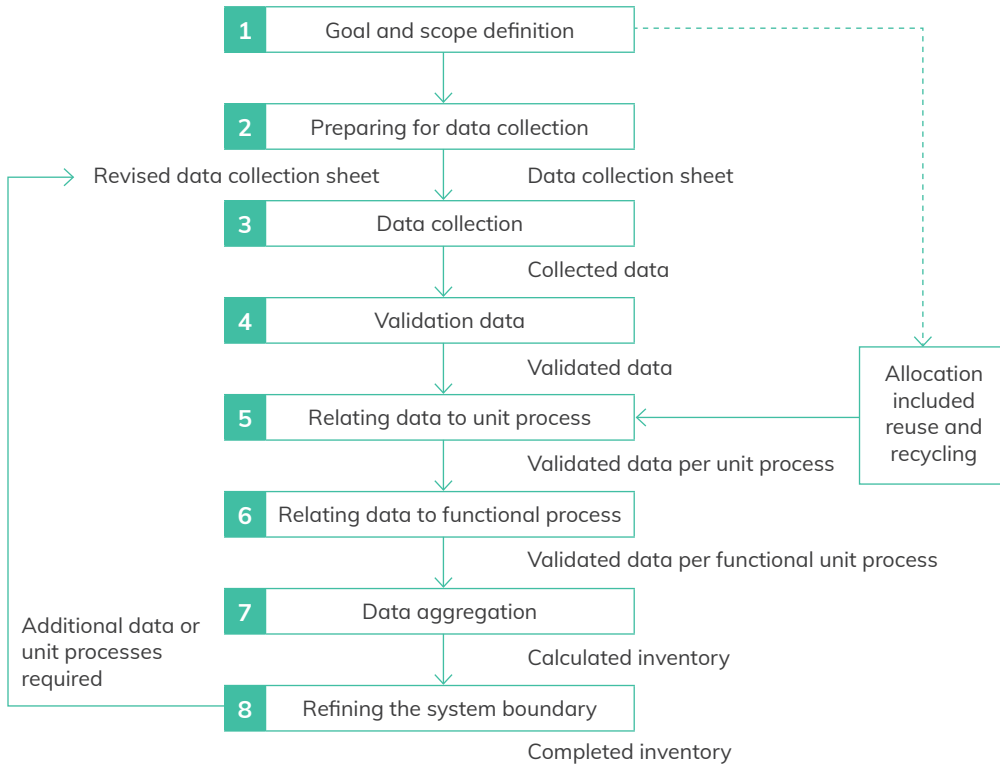 1 Goal and scope definition
2 Preparing for data collection
Revised data collection sheet
Data collection sheet
3 Data collection
Collected data
4 Validation data
Validated data
Allocation
included
reuse and
recycling
5 Relating data to unit process
Validated data per unit process
6 Relating data to functional process
Validated data per functional unit process
7 Data aggregation
Additional data or
unit processes
required
Calculated inventory
8 Refining the system boundary
Completed inventory